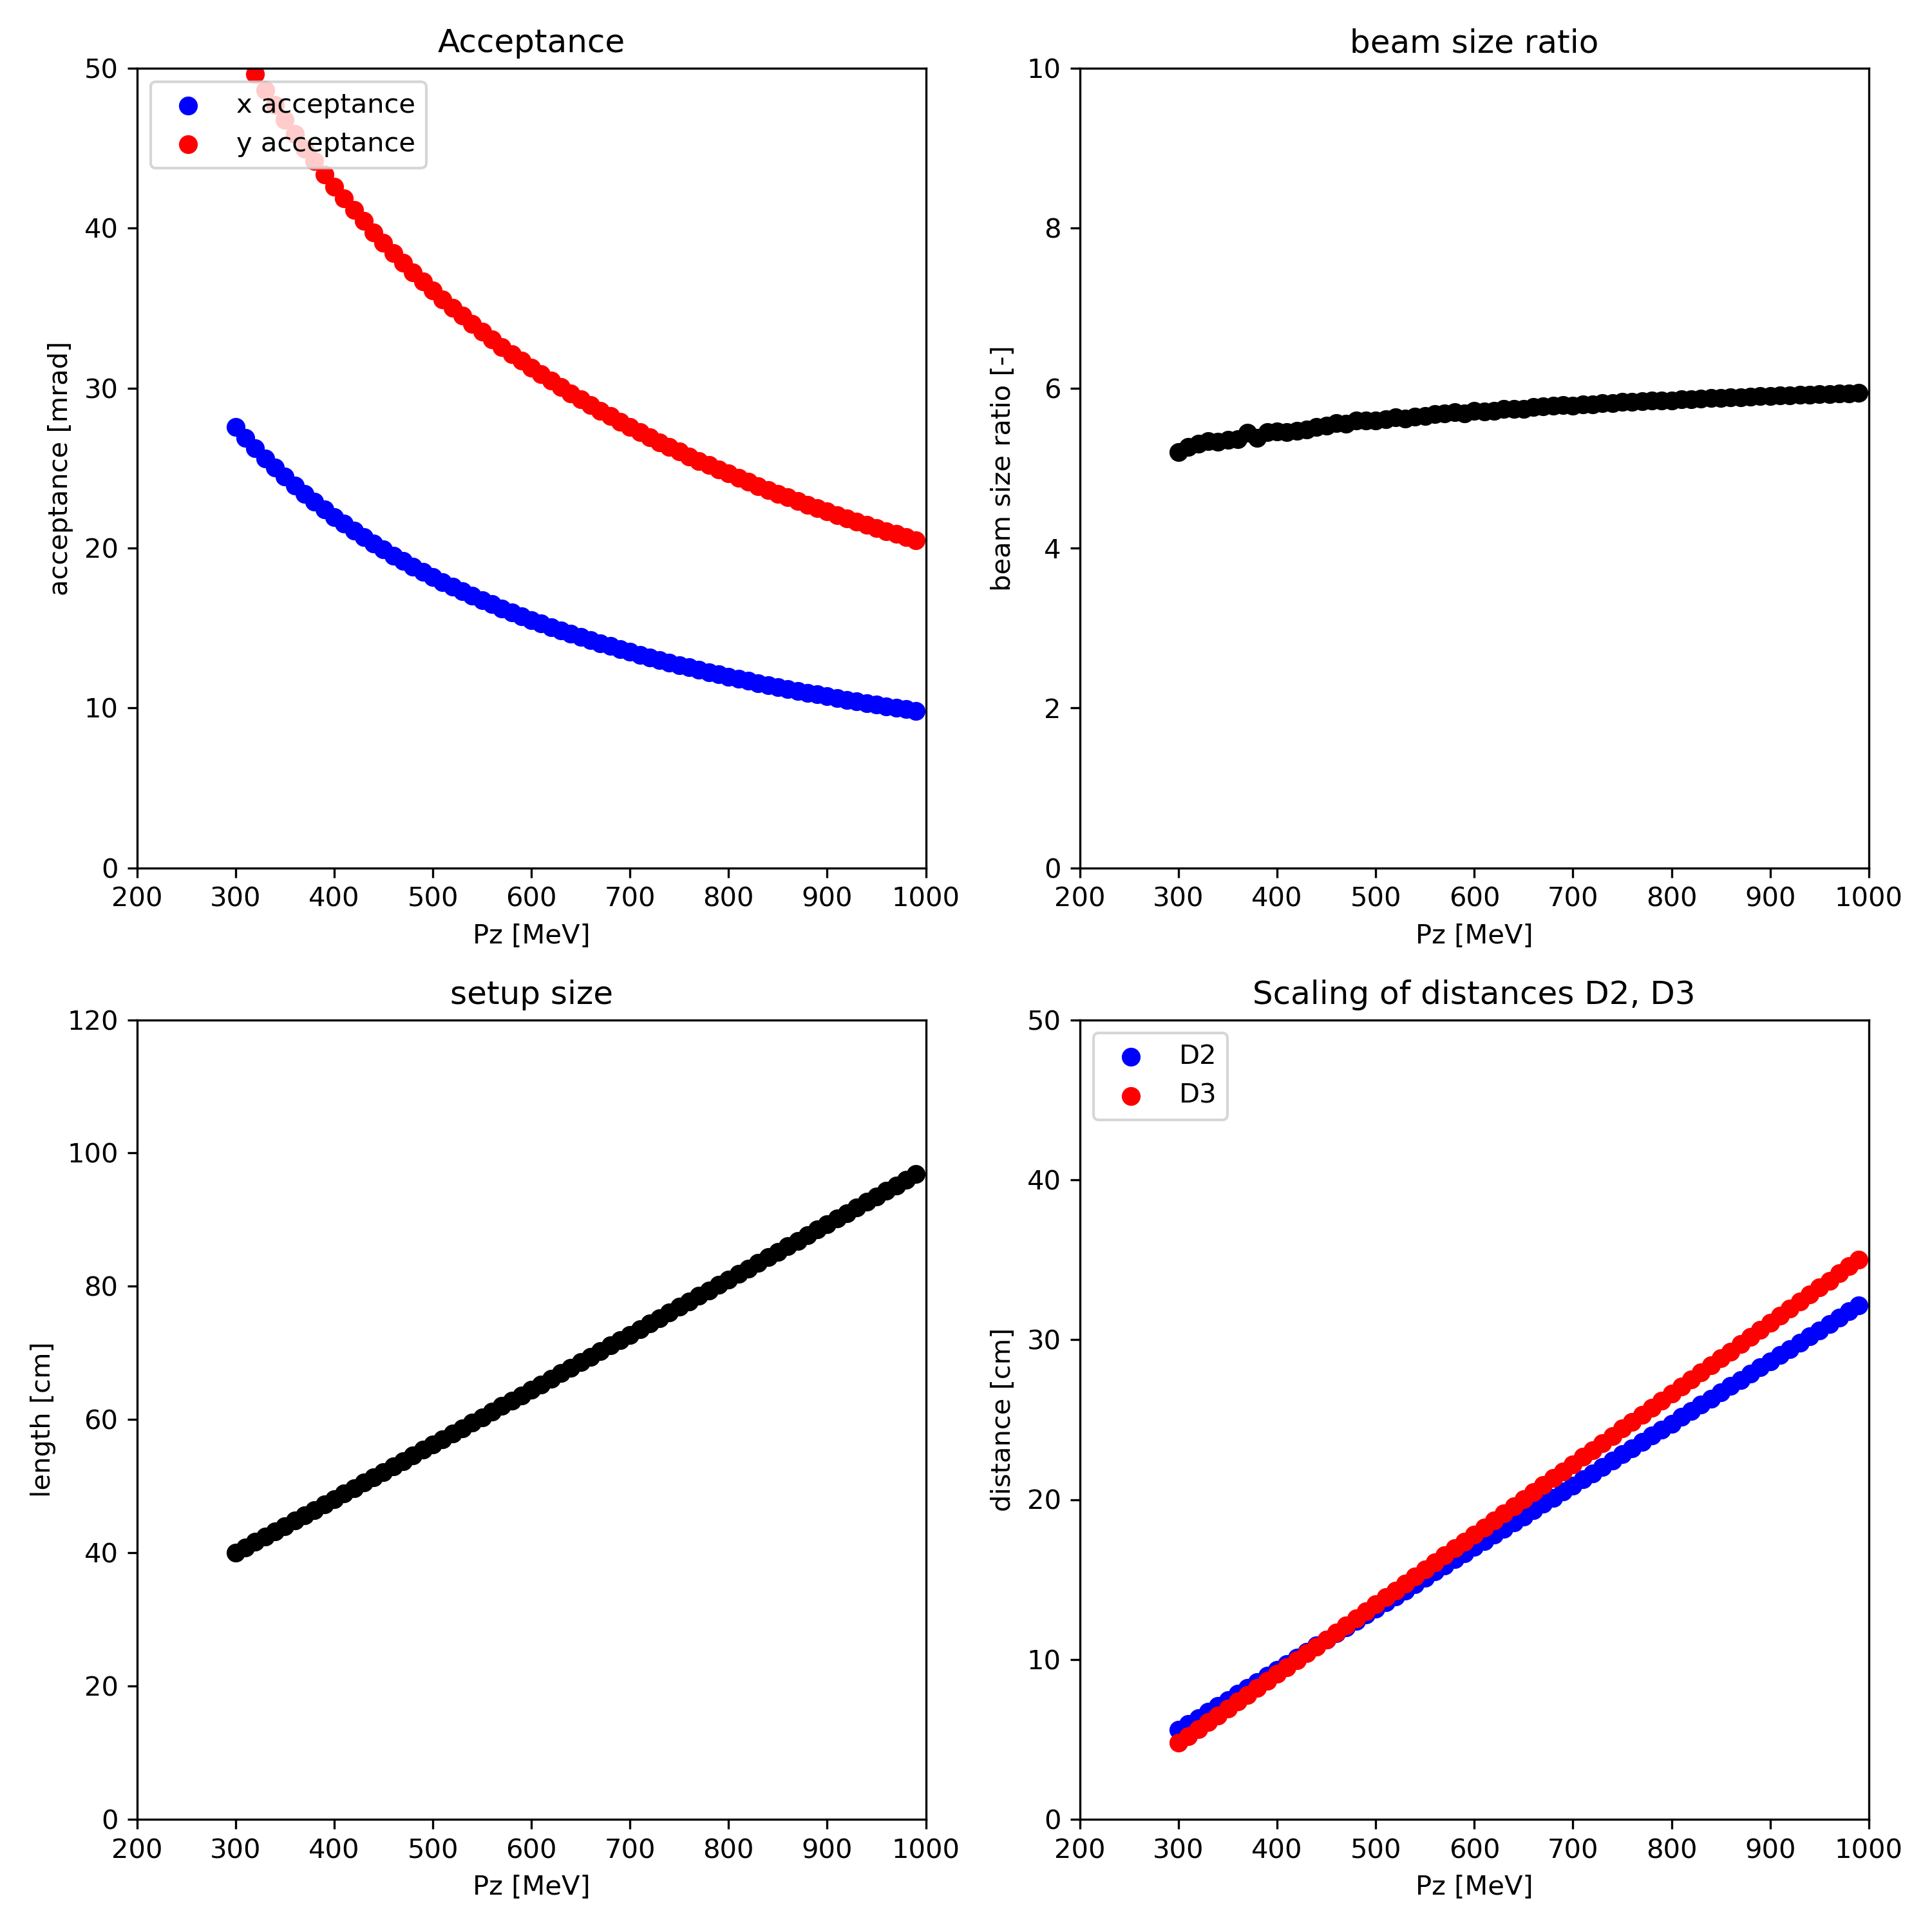 Acceptance
50
40
30
20
10
0
acceptance [mrad]
x acceptance
y acceptance
200 300 400 500 600 700 800 900 1000
Pz [MeV]
beam size ratio
10
8
6
4
2
0
beam size ratio [-]
200 300 400 500 600 700 800 900 1000
Pz [MeV]
setup size
120
100
80
60
40
20
0
length [cm]
200 300 400 500 600 700 800 900 1000
Pz [MeV]
Scaling of distances D2, D3
50
40
30
20
10
0
distance [cm]
D2
D3
200 300 400 500 600 700 800 900 1000
Pz [MeV]